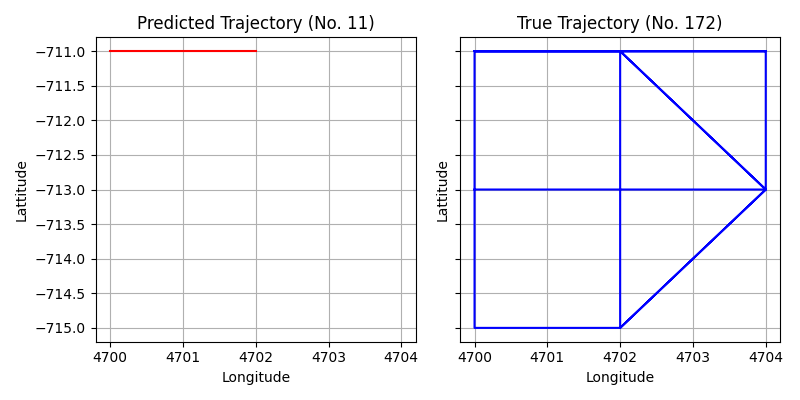 Predicted Trajectory (No. 11)
True Trajectory (No. 172)
Lattitude
−711.0
−711.5
−712.0
−712.5
−713.0
−713.5
−714.0
−714.5
−715.0
4700 4701 4702 4703 4704
Longitude
Lattitude
4700 4701 4702 4703 4704
Longitude